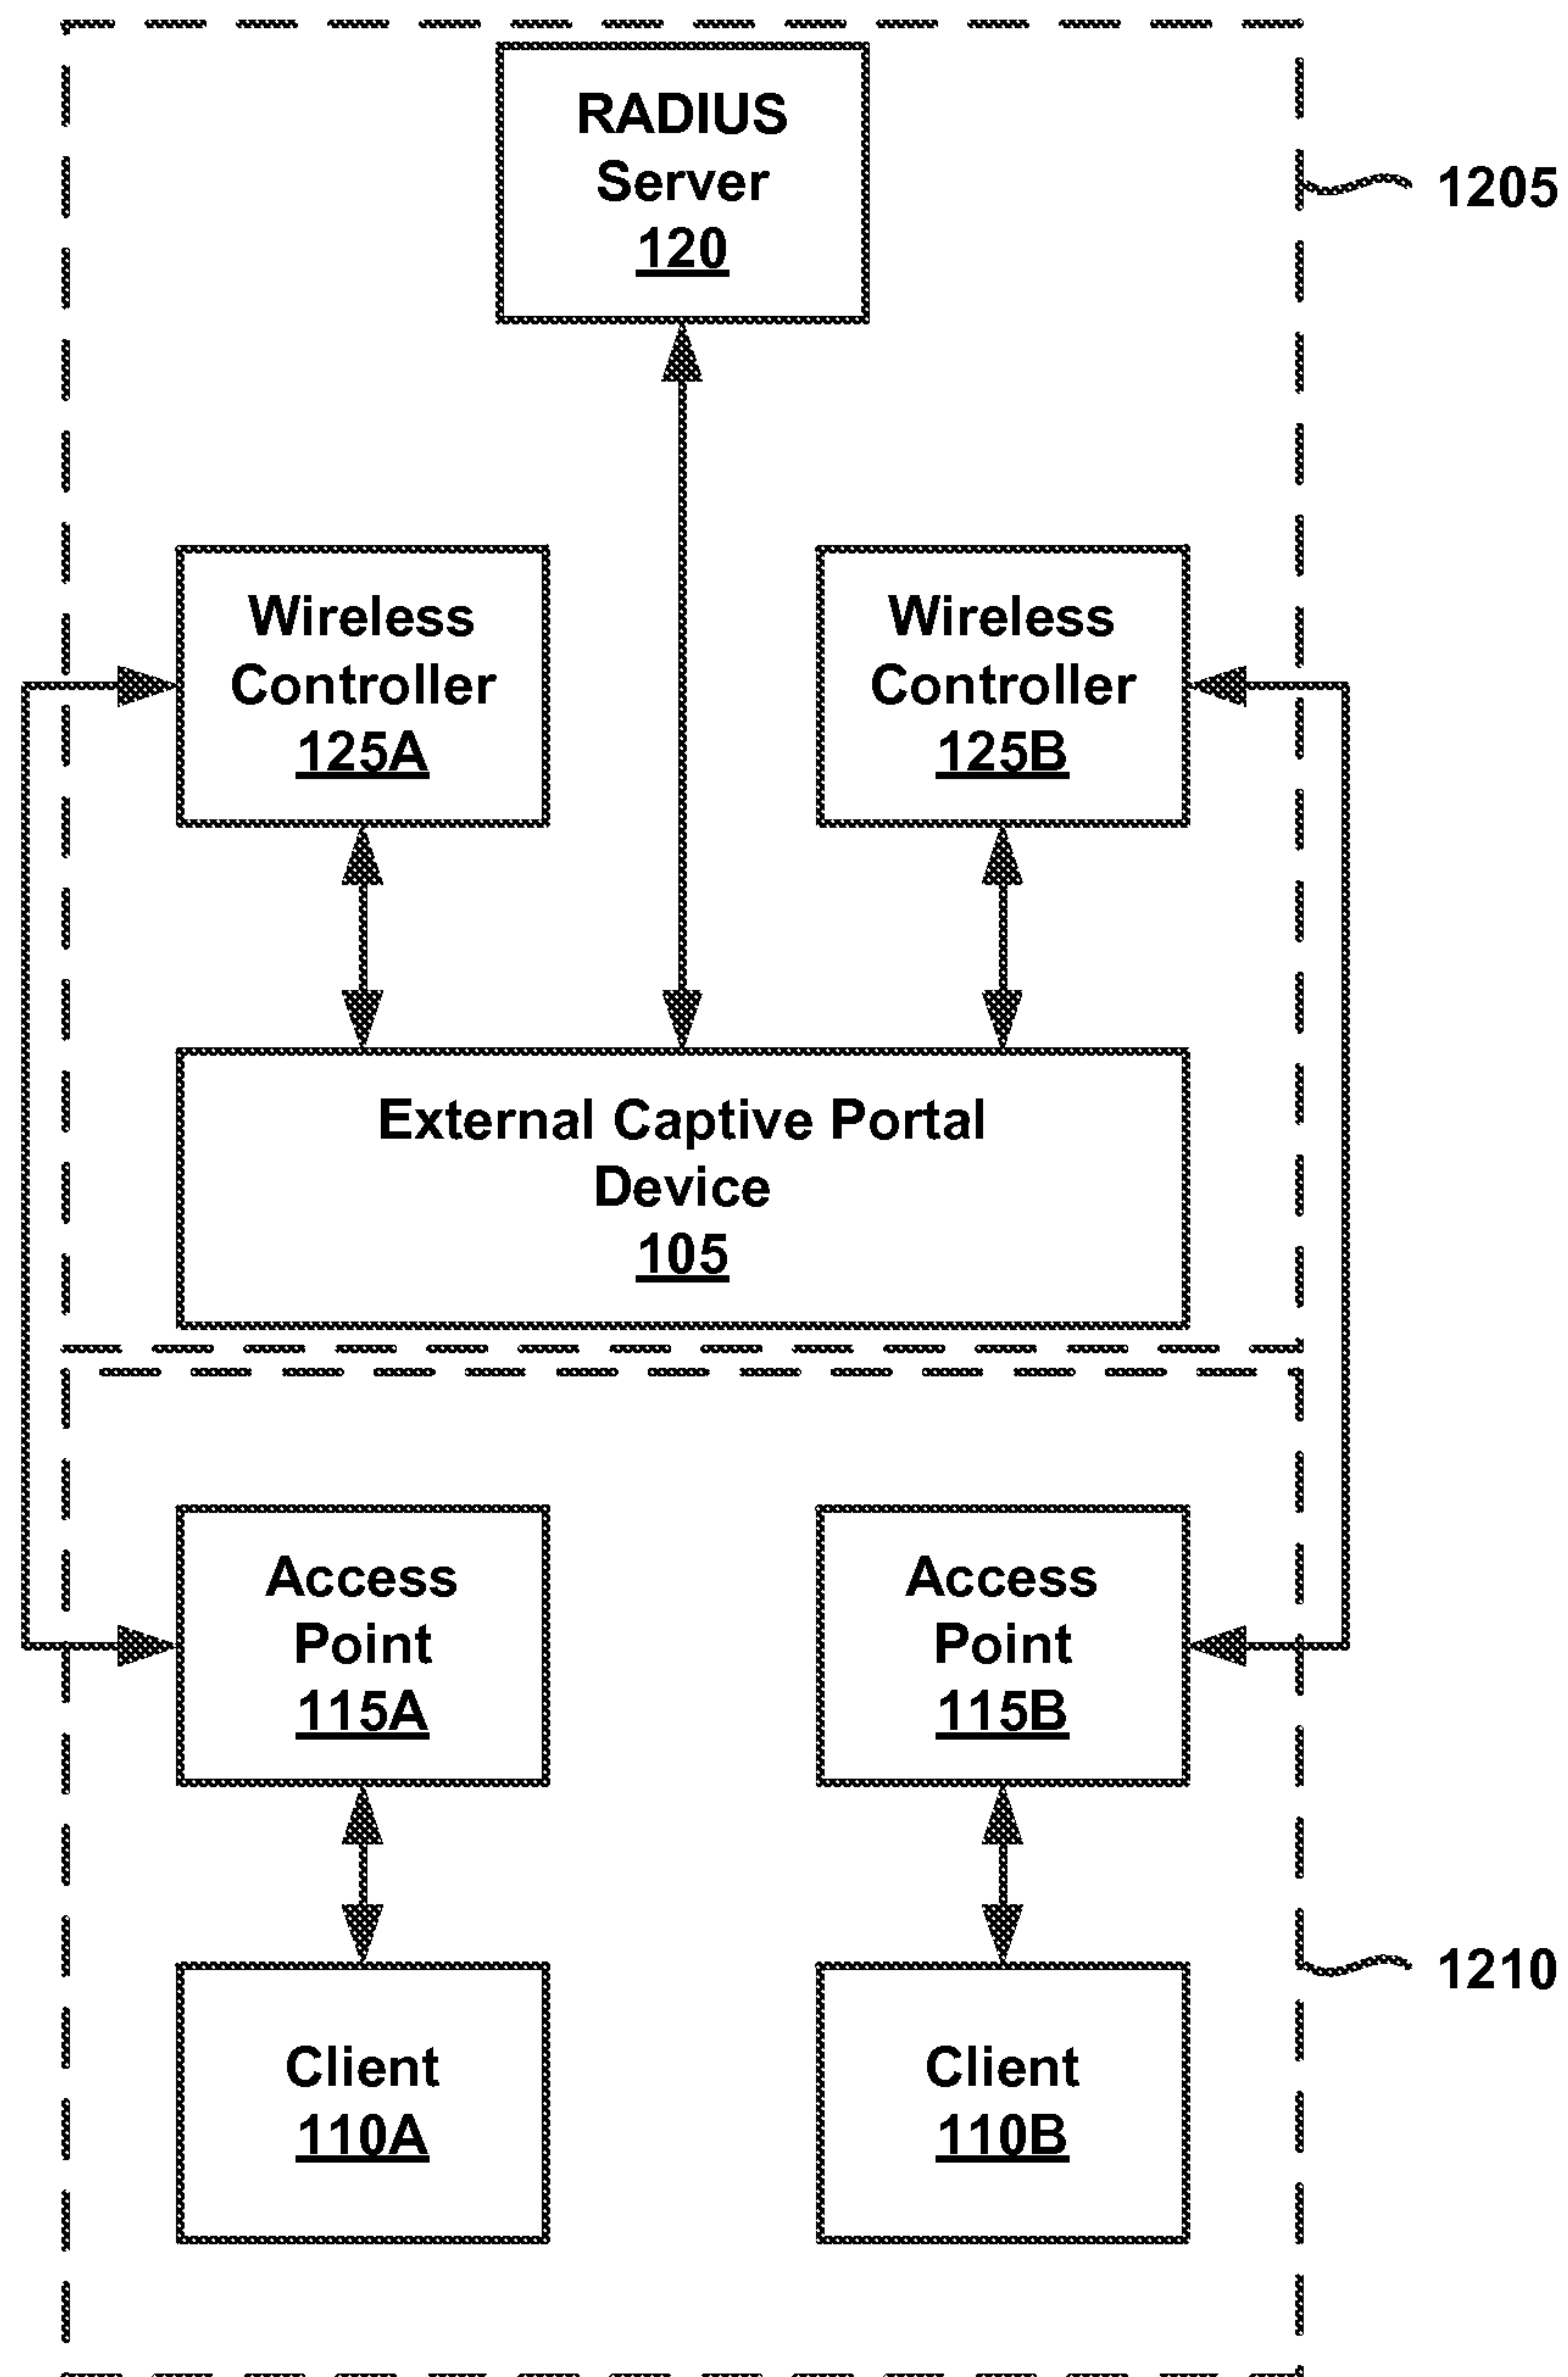 RADIUS
Server
120
1205
Wireless
Controller
125A
Wireless
Controller
125B
External Captive Portal
Device
105
Access
Point
115A
Access
Point
115B
1210
Client
110A
Client
110B